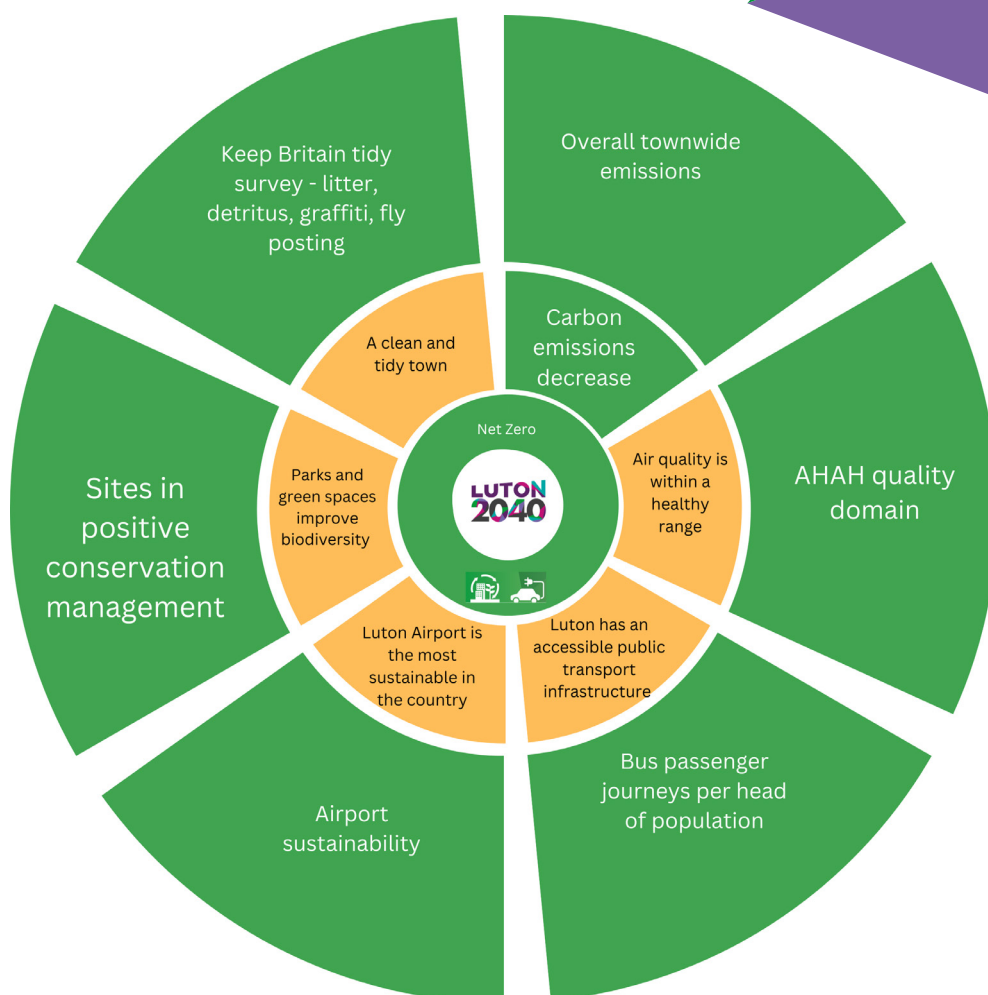 Keep Britain tidy
survey - litter,
detritus, graffiti, fly
posting
Overall townwide
emissions
A clean and
tidy town
Carbon
emissions
decrease
Net Zero
LUTON
2040
Parks and
green spaces
improve
biodiversity
Air quality is
within a
healthy
range
Sites in
positive
conservation
management
AHAH quality
domain
Luton Airport is
the most
sustainable in
the country
Luton has an
accessible public
transport
infrastructure
Airport
sustainability
Bus passenger
journeys per head
of population